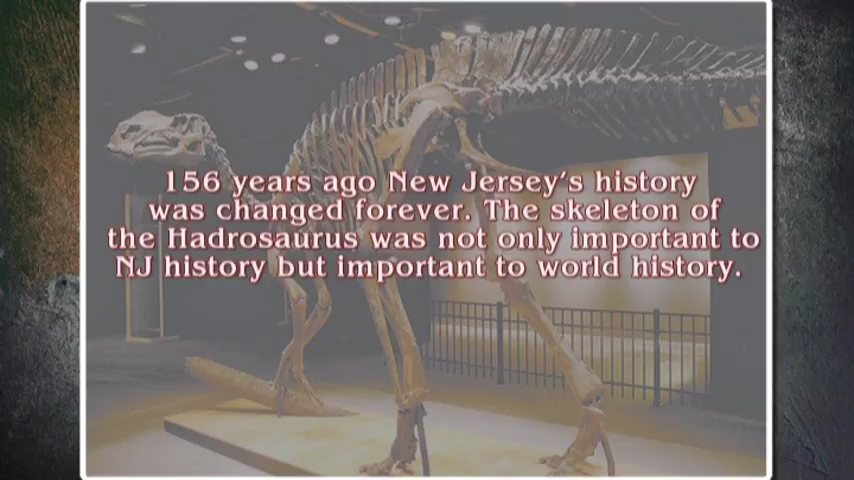 156 years ago New Jersey's history
was changed forever. The skeleton of
the Hadrosaurus was not only important to
NJ history but important to world history.